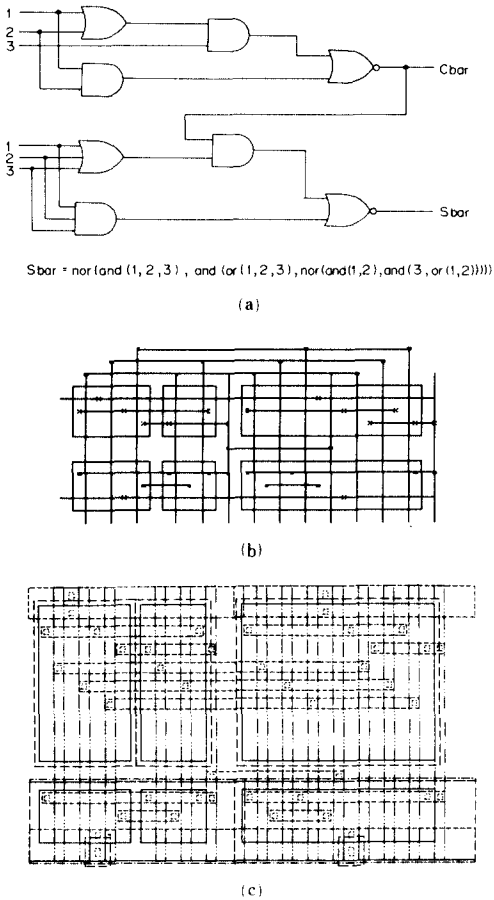 1
2
3
Cbar
1
2
3
Sbar
Sbar = nor(and (1, 2, 3) , and (or (1, 2, 3), nor(and(1, 2), and(3, or (1, 2)))))
(a)
(b)
(c)